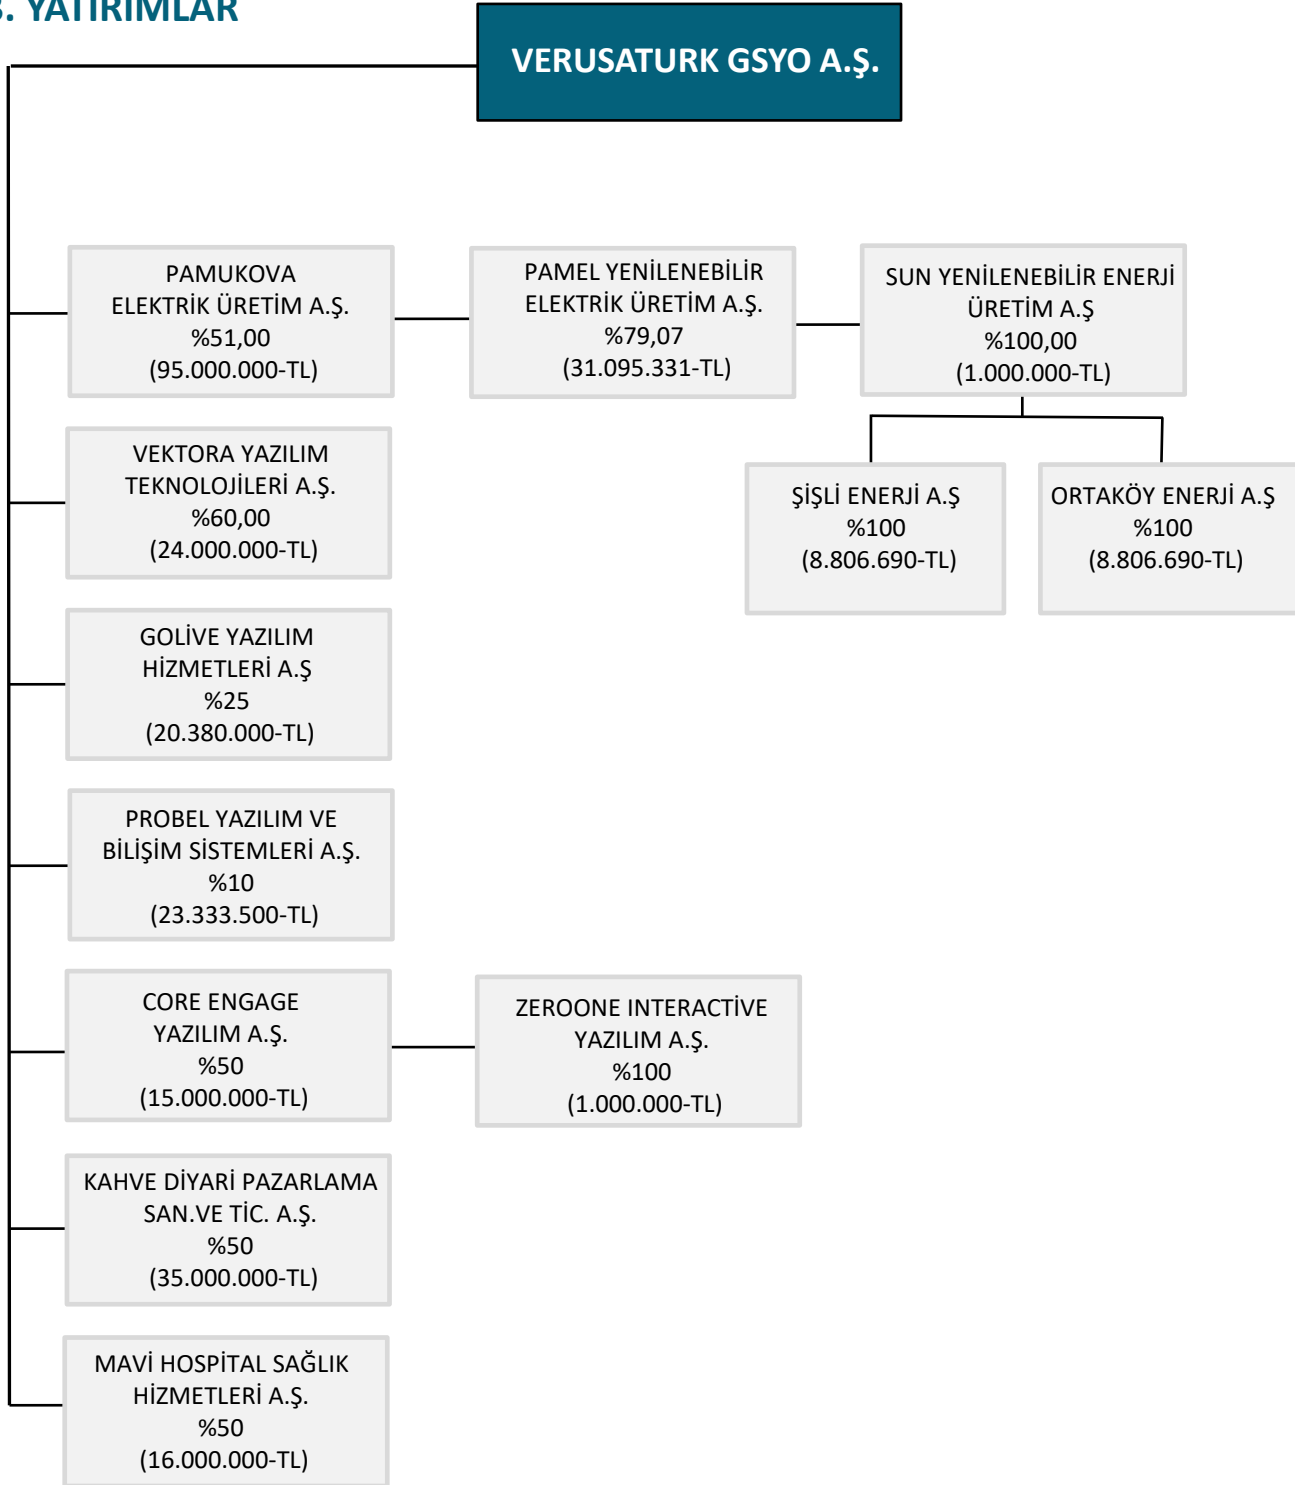 3. YATIRIMLAR
VERUSATURK GSYO A.Ş.
PAMUKOVA
ELEKTRİK ÜRETİM A.Ş.
%51,00
(95.000.000-TL)
PAMEL YENİLENEBİLİR
ELEKTRİK ÜRETİM A.Ş.
%79,07
(31.095.331-TL)
SUN YENİLENEBİLİR ENERJİ
ÜRETİM A.Ş
%100,00
(1.000.000-TL)
ŞİŞLİ ENERJİ A.Ş
%100
(8.806.690-TL)
ORTAKÖY ENERJİ A.Ş
%100
(8.806.690-TL)
VEKTORA YAZILIM
TEKNOLOJİLERİ A.Ş.
%60,00
(24.000.000-TL)
GOLİVE YAZILIM
HİZMETLERİ A.Ş
%25
(20.380.000-TL)
PROBEL YAZILIM VE
BİLİŞİM SİSTEMLERİ A.Ş.
%10
(23.333.500-TL)
CORE ENGAGE
YAZILIM A.Ş.
%50
(15.000.000-TL)
ZEROONE INTERACTİVE
YAZILIM A.Ş.
%100
(1.000.000-TL)
KAHVE DİYARİ PAZARLAMA
SAN.VE TİC. A.Ş.
%50
(35.000.000-TL)
MAVİ HOSPİTAL SAĞLIK
HİZMETLERİ A.Ş.
%50
(16.000.000-TL)